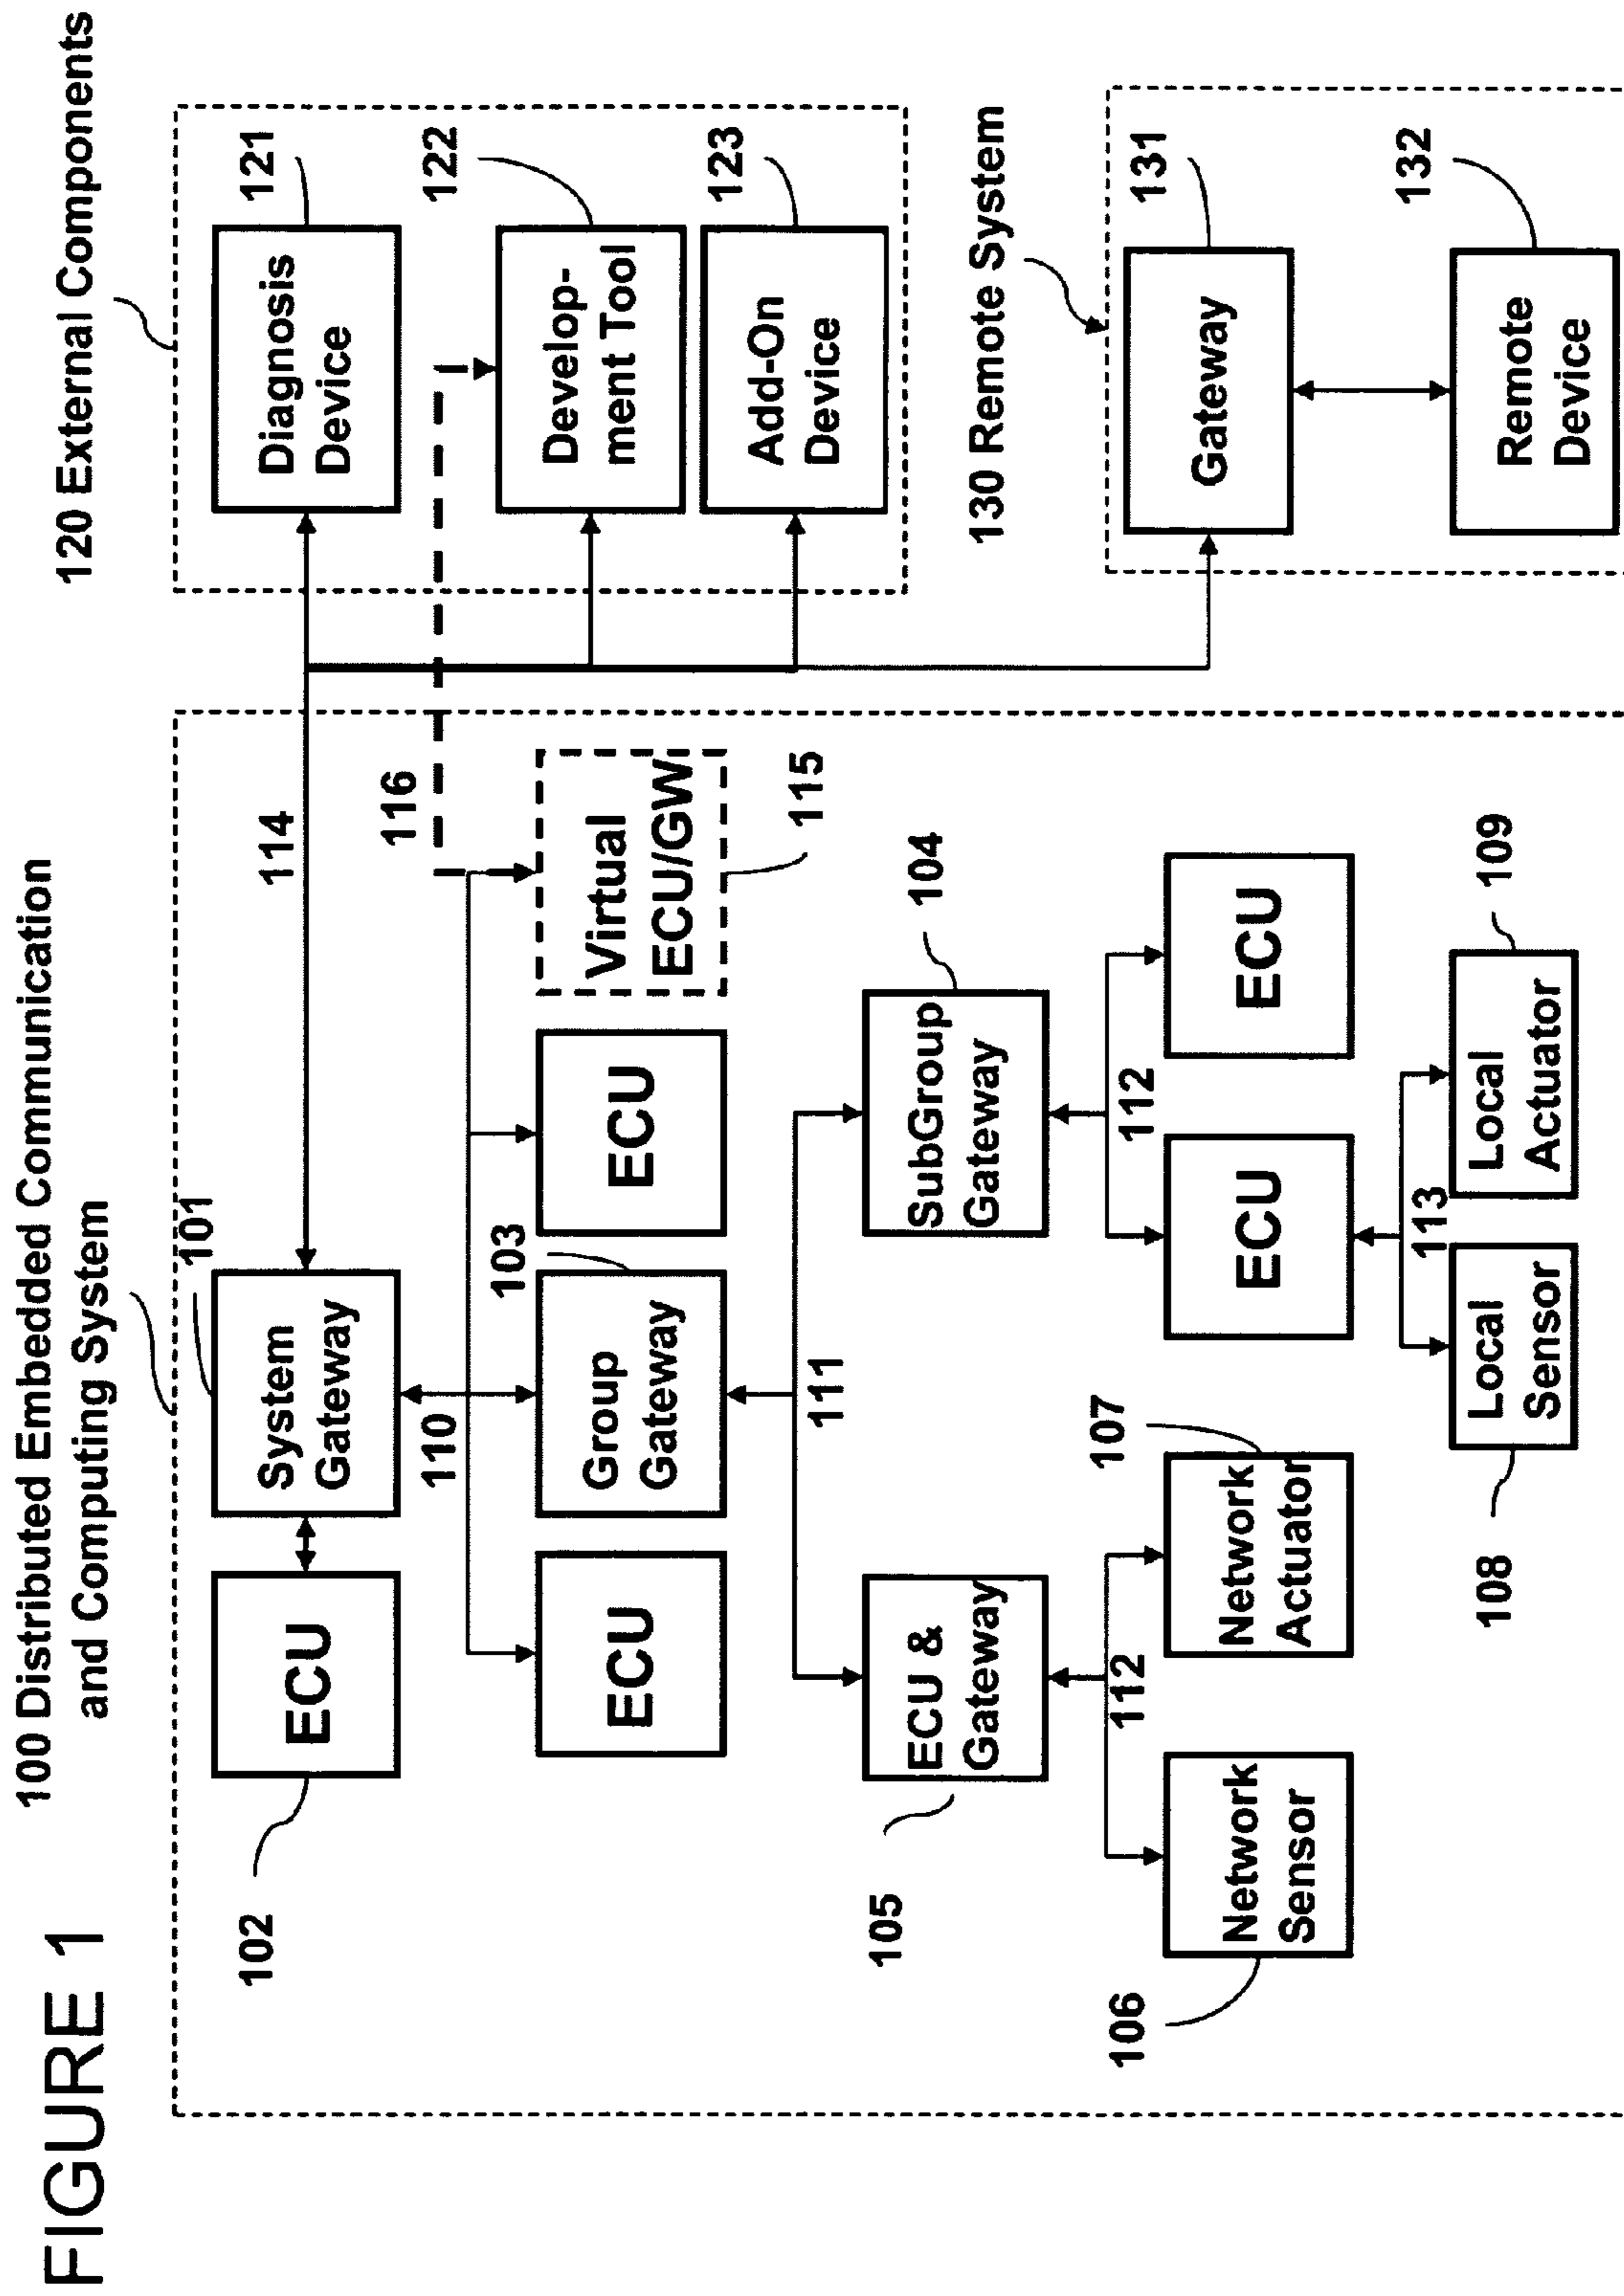 FIGURE 1
100 Distributed Embedded Communication
and Computing System
120 External Components
102
ECU
101
System
Gateway
114
121
Diagnosis
Device
116
122
Develop-
ment Tool
123
Add-On
Device
110
103
ECU
Group
Gateway
ECU
Virtual
ECU/GW
115
111
105
ECU &
Gateway
104
SubGroup
Gateway
130 Remote System
131
Gateway
132
Remote
Device
112
107
106
Network
Sensor
Network
Actuator
112
ECU
ECU
113
108
Local
Sensor
Local
Actuator
109